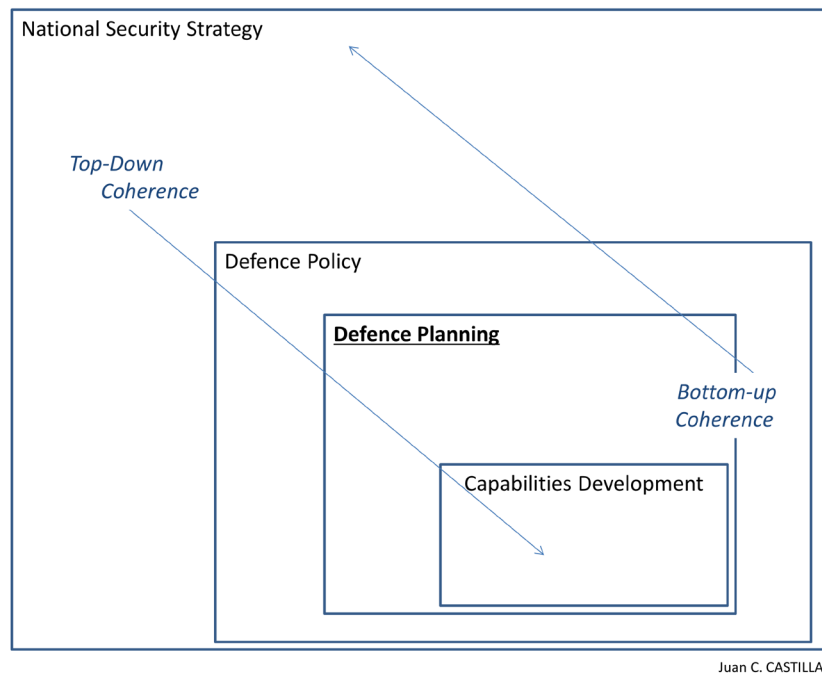 National Security Strategy
Top-Down
Coherence
Defence Policy
Defence Planning
Bottom-up
Coherence
Capabilities Development
Juan C. CASTILLA